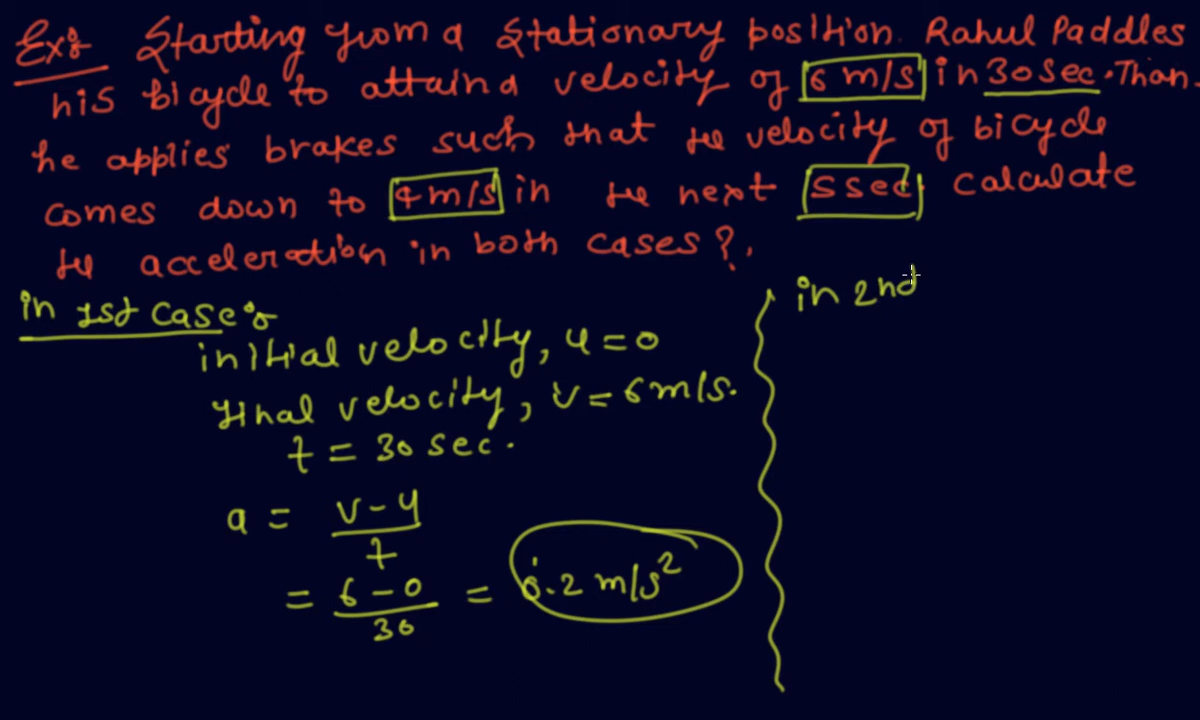 Ex: Starting from a stationary position. Rahul Paddles
his bicycle to attain a velocity of 6 m/s in 30 sec. Than
he applies brakes such that the velocity of bicycle
comes down to 4 m/s in the next 5 sec. calculate
the acceleration in both cases?
in 1st case:
initial velocity, u = 0
final velocity, v = 6 m/s.
t = 30 sec.
a = v - u / t
= 6 - 0 / 30 = 0.2 m/s²
in 2nd